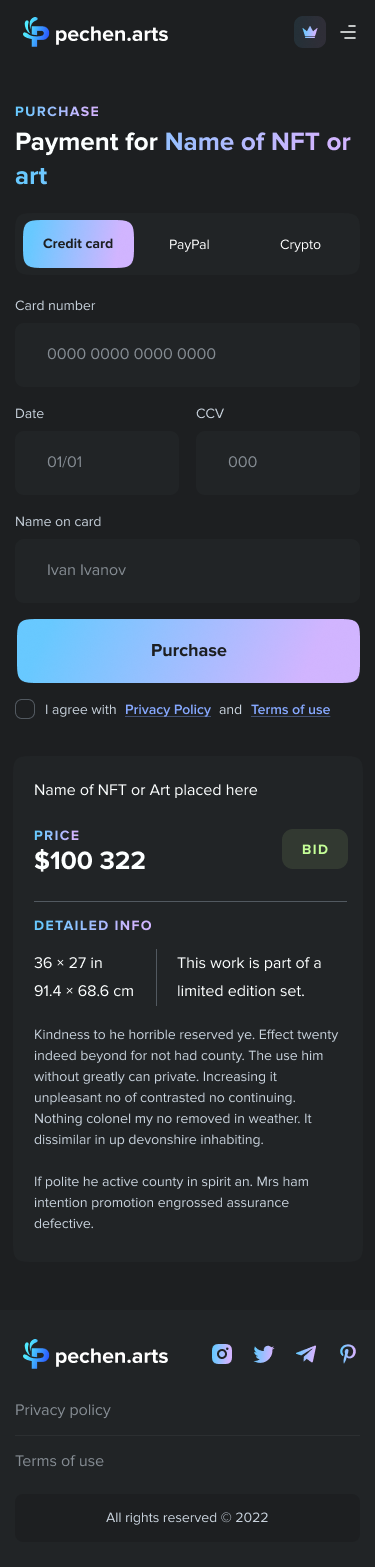 pechen.arts
PURCHASE
Payment for Name of NFT or
art
Credit card
PayPal
Crypto
Card number
0000 0000 0000 0000
Date
CCV
01/01
000
Name on card
Ivan Ivanov
Purchase
I agree with Privacy Policy and Terms of use
Name of NFT or Art placed here
PRICE
$100 322
BID
DETAILED INFO
36 × 27 in
91.4 × 68.6 cm
This work is part of a
limited edition set.
Kindness to he horrible reserved ye. Effect twenty
indeed beyond for not had county. The use him
without greatly can private. Increasing it
unpleasant no of contrasted no continuing.
Nothing colonel my no removed in weather. It
dissimilar in up devonshire inhabiting.
If polite he active county in spirit an. Mrs ham
intention promotion engrossed assurance
defective.
pechen.arts
Privacy policy
Terms of use
All rights reserved © 2022